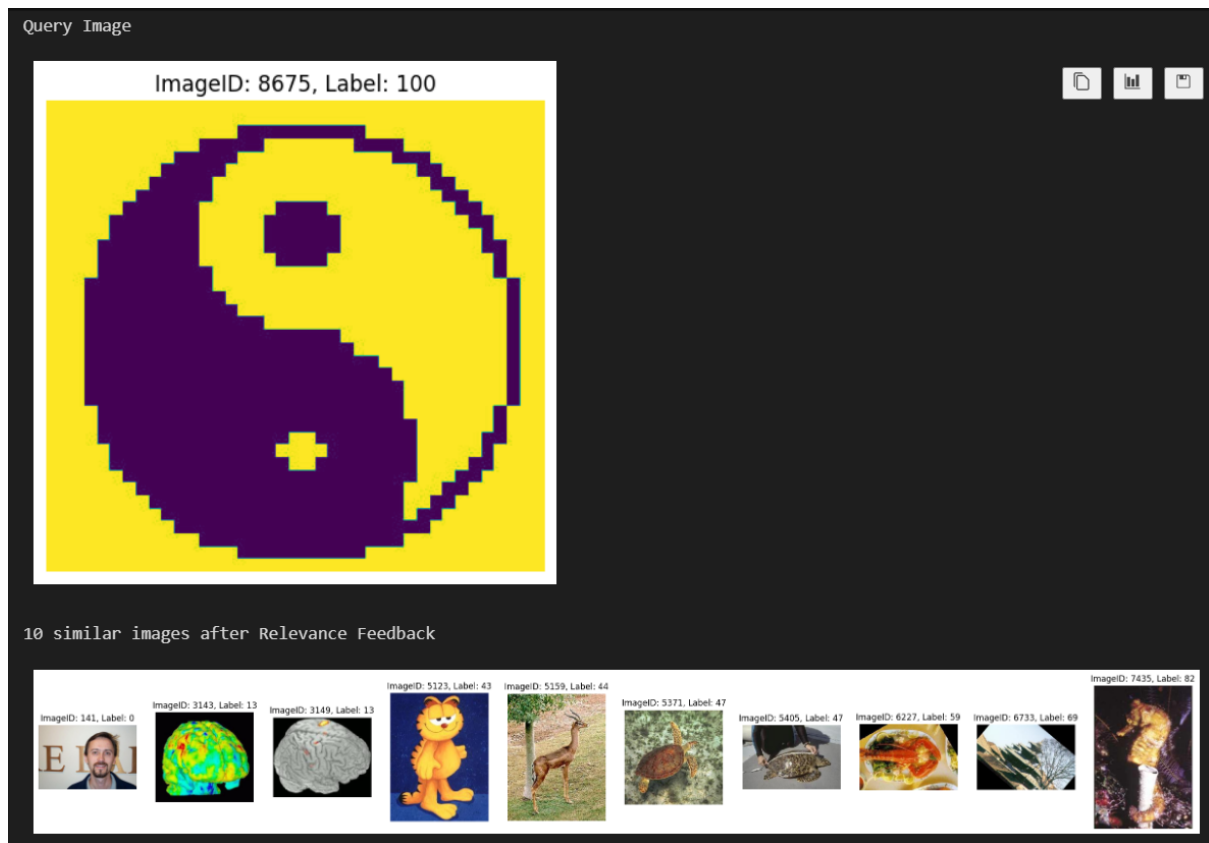 Query Image
ImageID: 8675, Label: 100
10 similar images after Relevance Feedback
ImageID: 141, Label: 0
ImageID: 3143, Label: 13
ImageID: 3149, Label: 13
ImageID: 5123, Label: 43
ImageID: 5159, Label: 44
ImageID: 5371, Label: 47
ImageID: 5405, Label: 47
ImageID: 6227, Label: 59
ImageID: 6733, Label: 69
ImageID: 7435, Label: 82